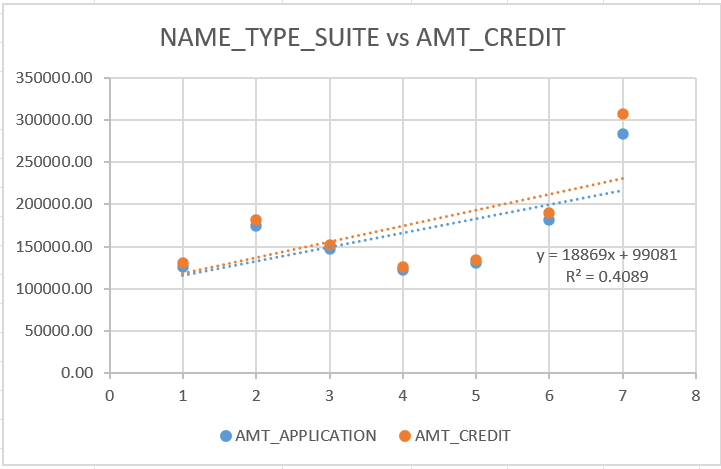 NAME_TYPE_SUITE vs AMT_CREDIT
350000.00
300000.00
250000.00
200000.00
150000.00
100000.00
50000.00
0.00
y = 18869x + 99081
R² = 0.4089
0 1 2 3 4 5 6 7 8
AMT_APPLICATION AMT_CREDIT